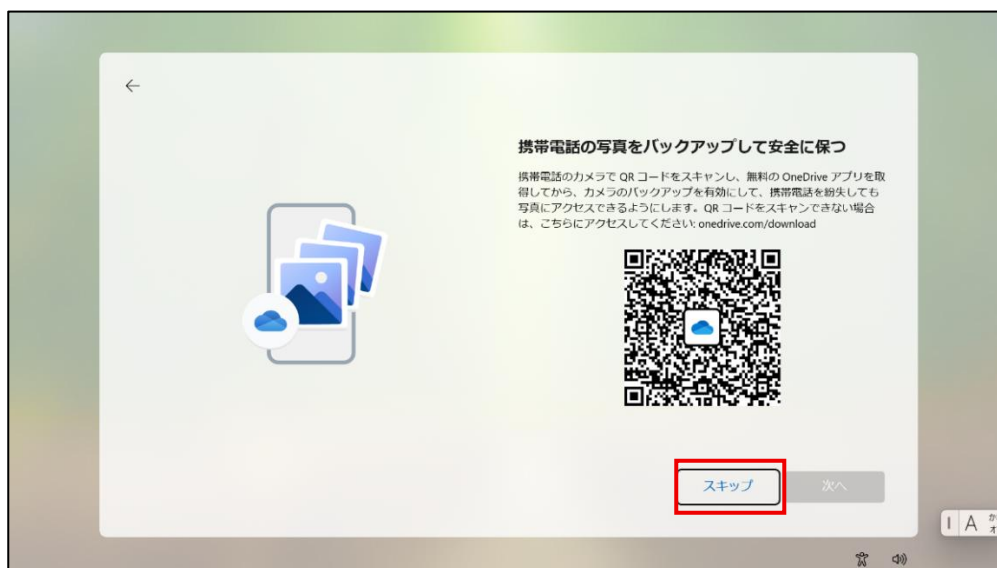 携帯電話の写真をバックアップして安全に保つ
携帯電話のカメラで QR コードをスキャンし、無料の OneDrive アプリを取
得してから、カメラのバックアップを有効にして、携帯電話を紛失しても
写真にアクセスできるようにします。QR コードをスキャンできない場合
は、こちらにアクセスしてください: onedrive.com/download
スキップ
次へ
A